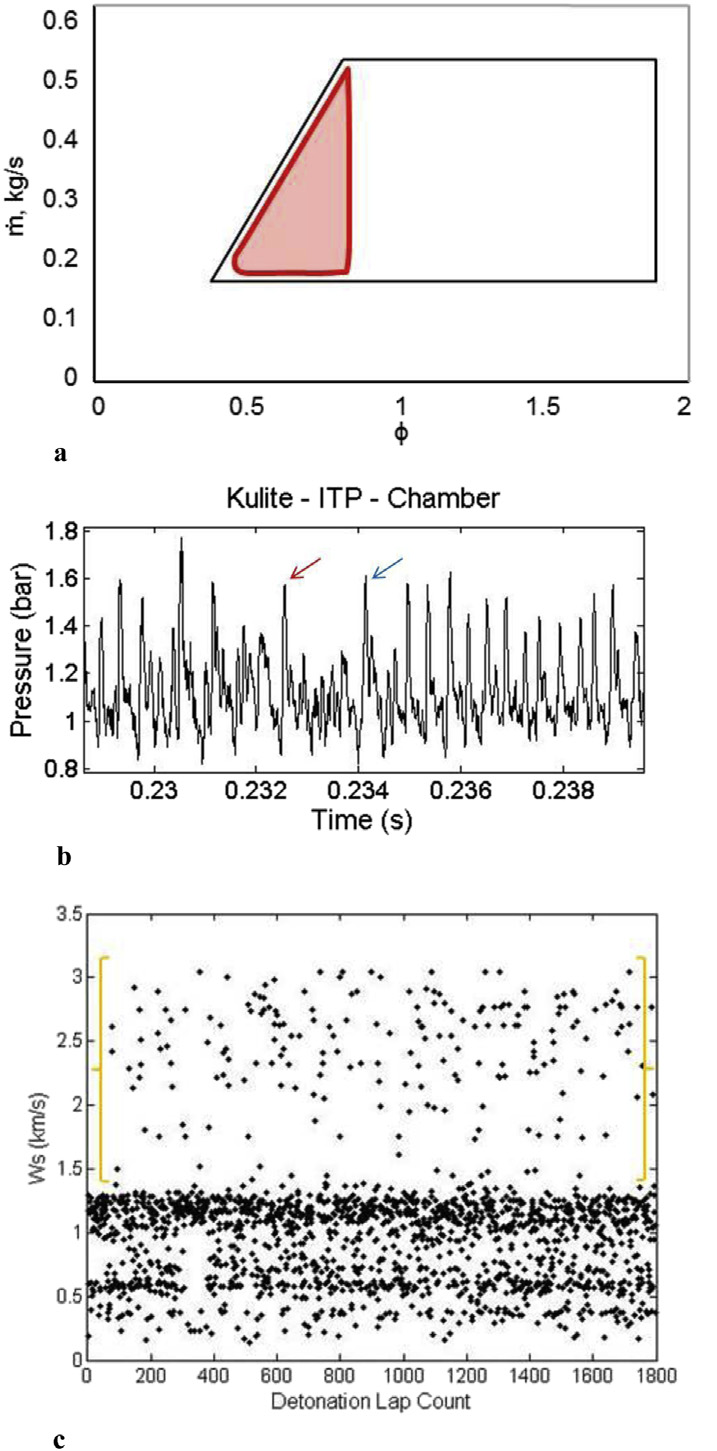 0.6
0.5
0.4
0.3
0.2
0.1
0
ṁ, kg/s
0 0.5 1 1.5 2
ϕ
a
Kulite - ITP - Chamber
1.8
1.6
1.4
1.2
1
0.8
Pressure (bar)
0.23 0.232 0.234 0.236 0.238
Time (s)
b
3.5
3
2.5
2
1.5
1
0.5
0
Ws (km/s)
0 200 400 600 800 1000 1200 1400 1600 1800
Detonation Lap Count
c